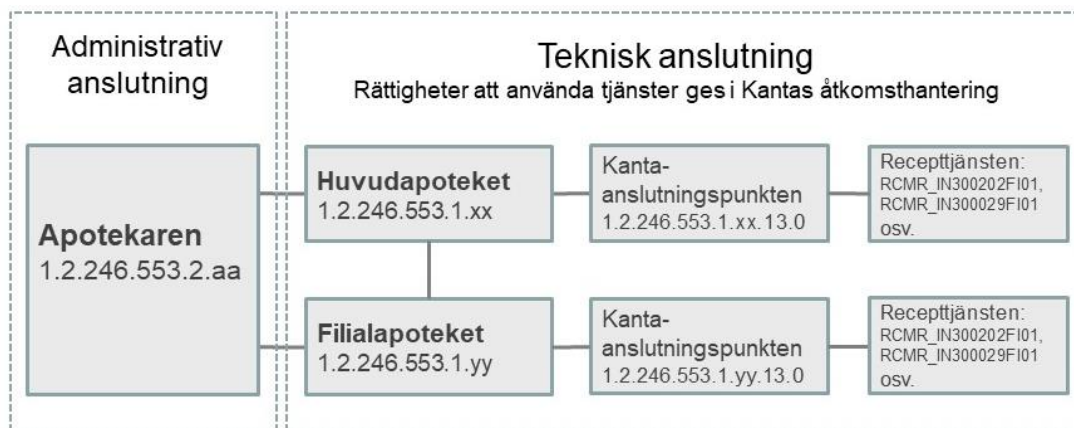 Administrativ
anslutning
Teknisk anslutning
Rättigheter att använda tjänster ges i Kantas åtkomsthantering
Apotekaren
1.2.246.553.2.aa
Huvudapoteket
1.2.246.553.1.xx
Kanta-
anslutningspunkten
1.2.246.553.1.xx.13.0
Recepttjänsten:
RCMR_IN300202FI01,
RCMR_IN300029FI01
osv.
Filialapoteket
1.2.246.553.1.yy
Kanta-
anslutningspunkten
1.2.246.553.1.yy.13.0
Recepttjänsten:
RCMR_IN300202FI01,
RCMR_IN300029FI01
osv.